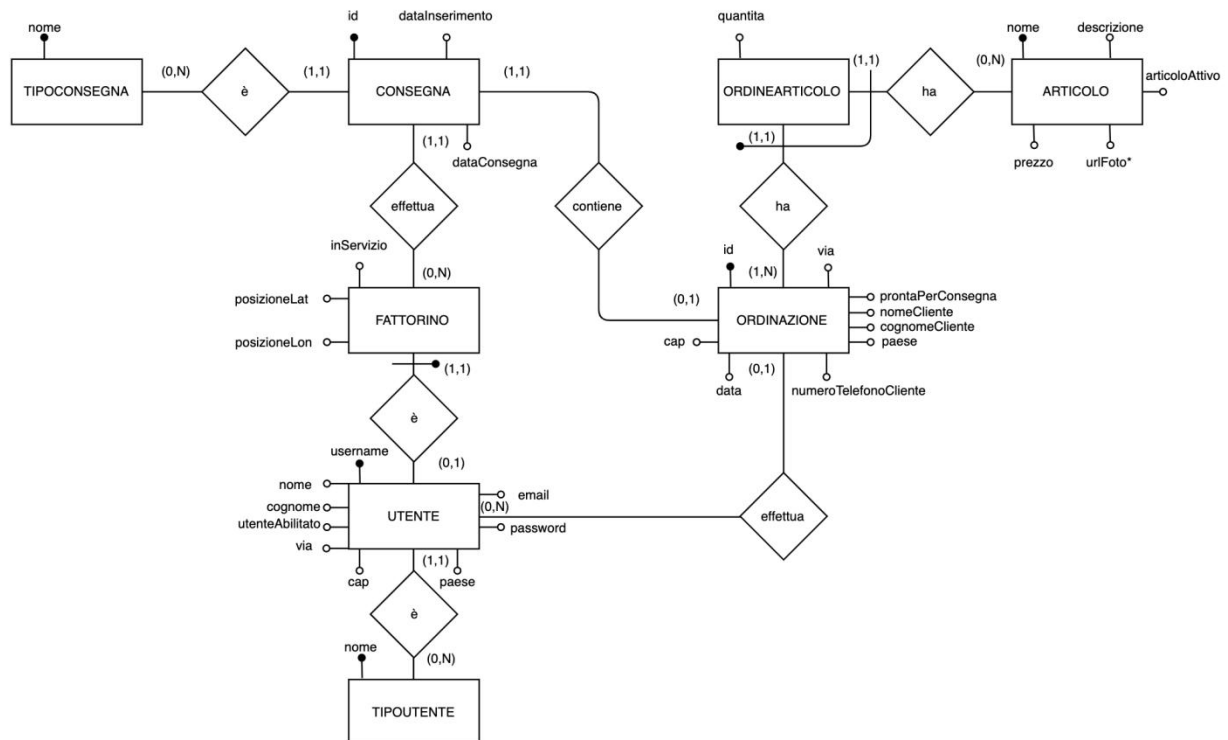 id
dataInserimento
quantita
nome
nome
descrizione
(0,N)
(1,1)
(1,1)
(1,1)
(0,N)
TIPOCONSEGNA
è
CONSEGNA
ORDINEARTICOLO
ha
ARTICOLO
articoloAttivo
(1,1)
(1,1)
dataConsegna
prezzo
urlFoto*
effettua
contiene
ha
inServizio
id
via
(0,N)
(1,N)
posizioneLat
(0,1)
prontaPerConsegna
nomeCliente
FATTORINO
ORDINAZIONE
cognomeCliente
posizioneLon
cap
paese
(1,1)
(0,1)
data
numeroTelefonoCliente
è
username
(0,1)
nome
email
cognome
(0,N)
UTENTE
effettua
utenteAbilitato
password
via
(1,1)
cap
paese
è
nome
(0,N)
TIPOUTENTE